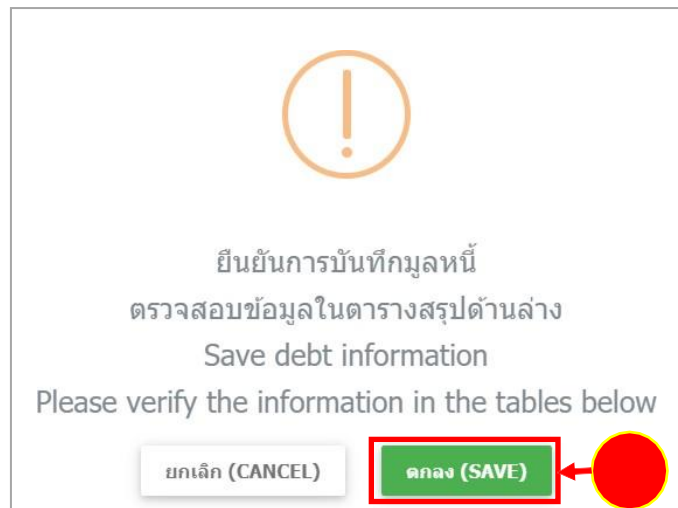 ยืนยันการบันทึกมูลหนี้
ตรวจสอบข้อมูลในตารางสรุปด้านล่าง
Save debt information
Please verify the information in the tables below
ยกเลิก (CANCEL)
ตกลง (SAVE)